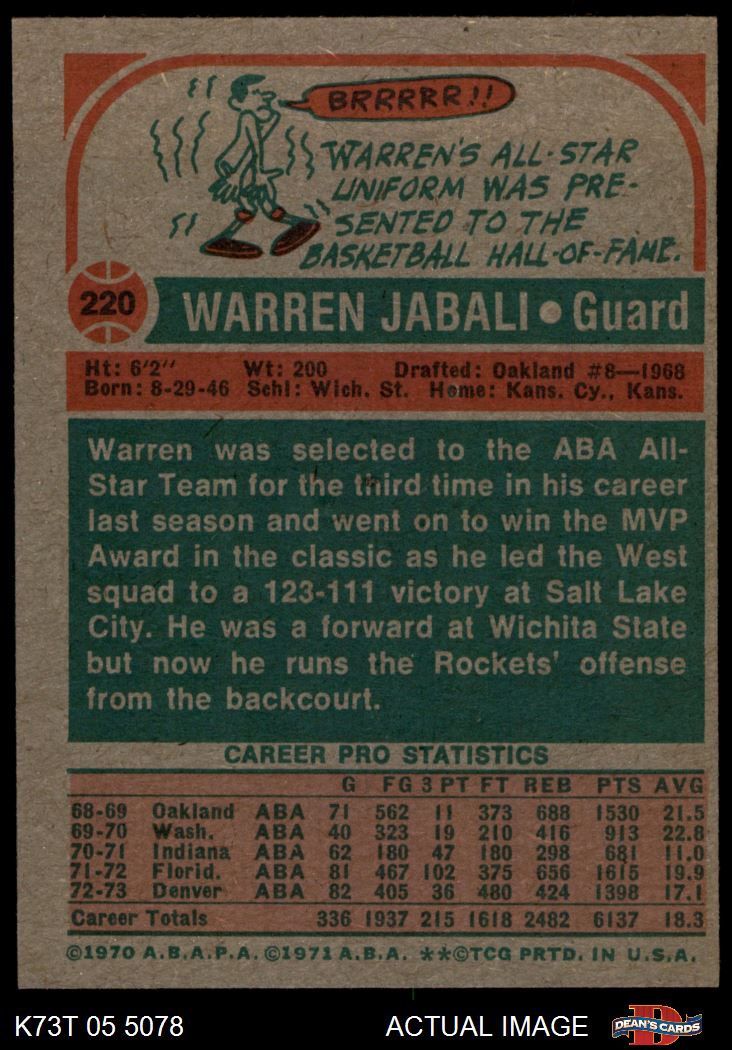 BRRRRR!!
WARREN'S ALL-STAR
UNIFORM WAS PRE-
SENTED TO THE
BASKETBALL HALL-OF-FAME.
220 WARREN JABALI • Guard
Ht: 6'2" Wt: 200 Drafted: Oakland #8—1968
Born: 8-29-46 Schl: Wich. St. Home: Kans. Cy., Kans.
Warren was selected to the ABA All-
Star Team for the third time in his career
last season and went on to win the MVP
Award in the classic as he led the West
squad to a 123-111 victory at Salt Lake
City. He was a forward at Wichita State
but now he runs the Rockets' offense
from the backcourt.
CAREER PRO STATISTICS
G FG 3 PT FT REB PTS AVG
68-69 Oakland ABA 71 562 11 373 688 1530 21.5
69-70 Wash. ABA 40 323 19 210 416 913 22.8
70-71 Indiana ABA 62 180 47 180 298 681 11.0
71-72 Florid. ABA 81 467 102 375 656 1615 19.9
72-73 Denver ABA 82 405 36 480 424 1398 17.1
Career Totals 336 1937 215 1618 2482 6137 18.3
©1970 A.B.A.P.A. ©1971 A.B.A. **©TCG PRTD. IN U.S.A.
K73T 05 5078 ACTUAL IMAGE D DEAN'S CARDS